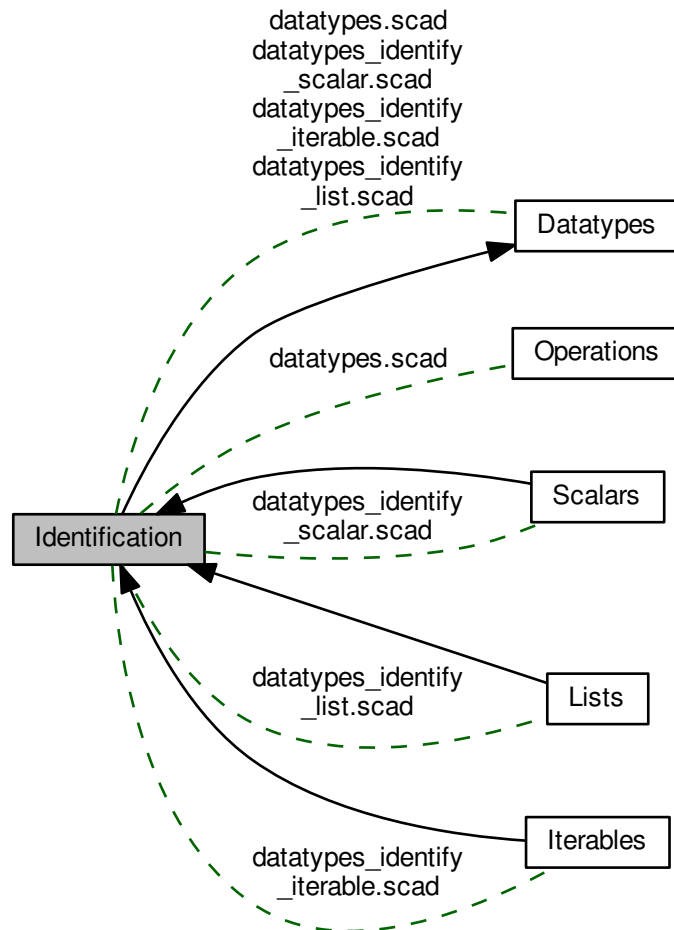 datatypes.scad
datatypes_identify
_scalar.scad
datatypes_identify
_iterable.scad
datatypes_identify
_list.scad
Datatypes
Operations
datatypes.scad
Scalars
datatypes_identify
_scalar.scad
Identification
datatypes_identify
_list.scad
Lists
Iterables
datatypes_identify
_iterable.scad